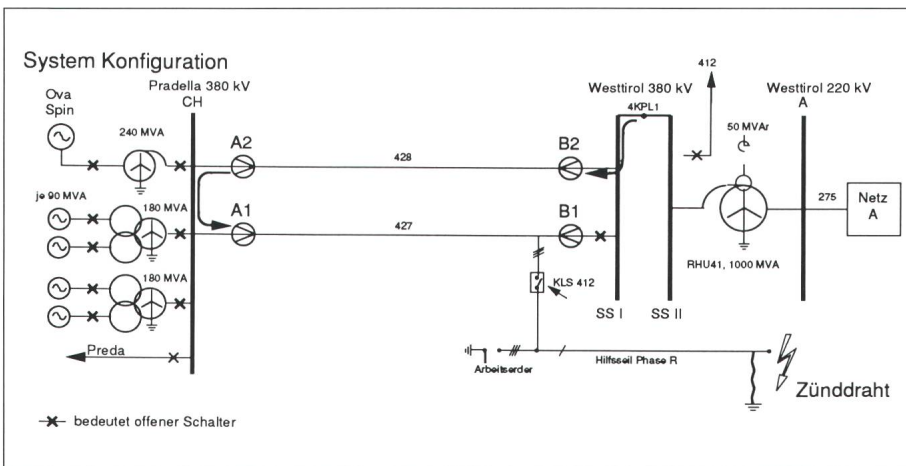 System Konfiguration
Ova
Spin
Pradella 380 kV
CH
240 MVA
je 90 MVA
180 MVA
180 MVA
Preda
A2
A1
428
427
B2
B1
KLS 412
Arbeitserder
Hilfsseil Phase R
Westtirol 380 kV
4KPL1
412
SS I
SS II
50 MVAr
RHU41, 1000 MVA
Westtirol 220 kV
A
275
Netz
A
Zünddraht
bedeutet offener Schalter